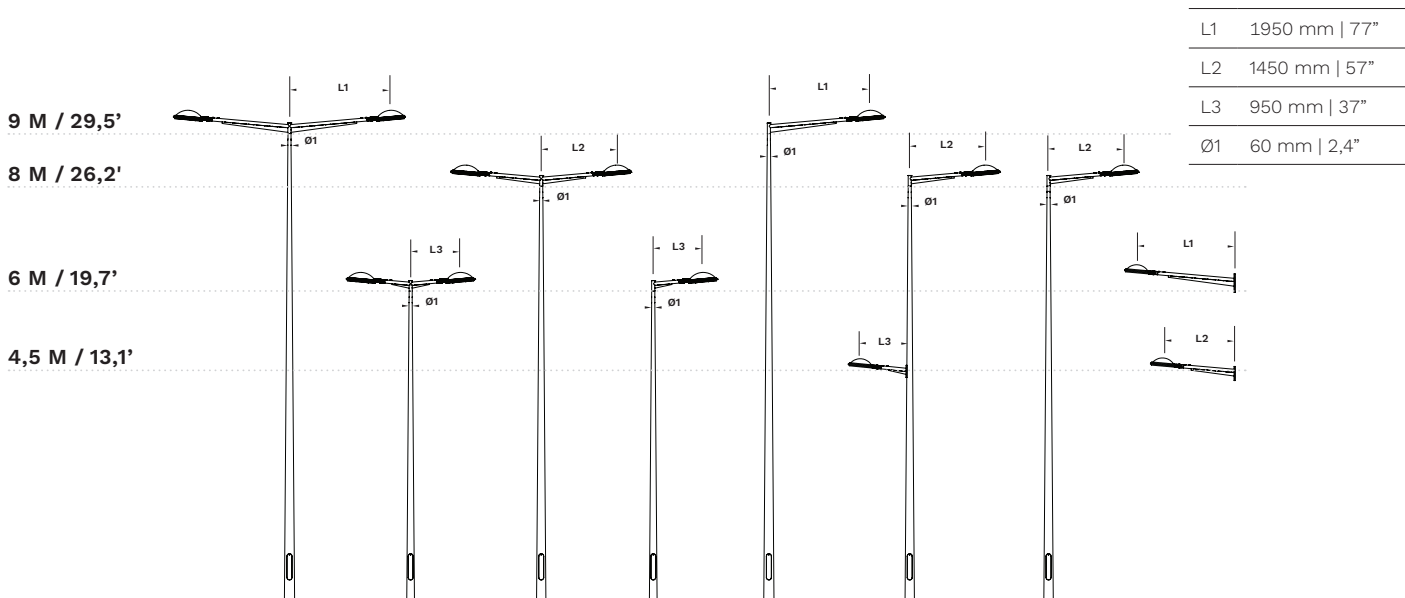 L1 1950 mm | 77”
L2 1450 mm | 57”
L3 950 mm | 37”
Ø1 60 mm | 2,4”
L1
L1
9 M / 29,5’
Ø1
Ø1
L2
L2
L2
8 M / 26,2'
Ø1
Ø1
Ø1
L3
L3
L1
6 M / 19,7’
Ø1
Ø1
L3
L2
4,5 M / 13,1’